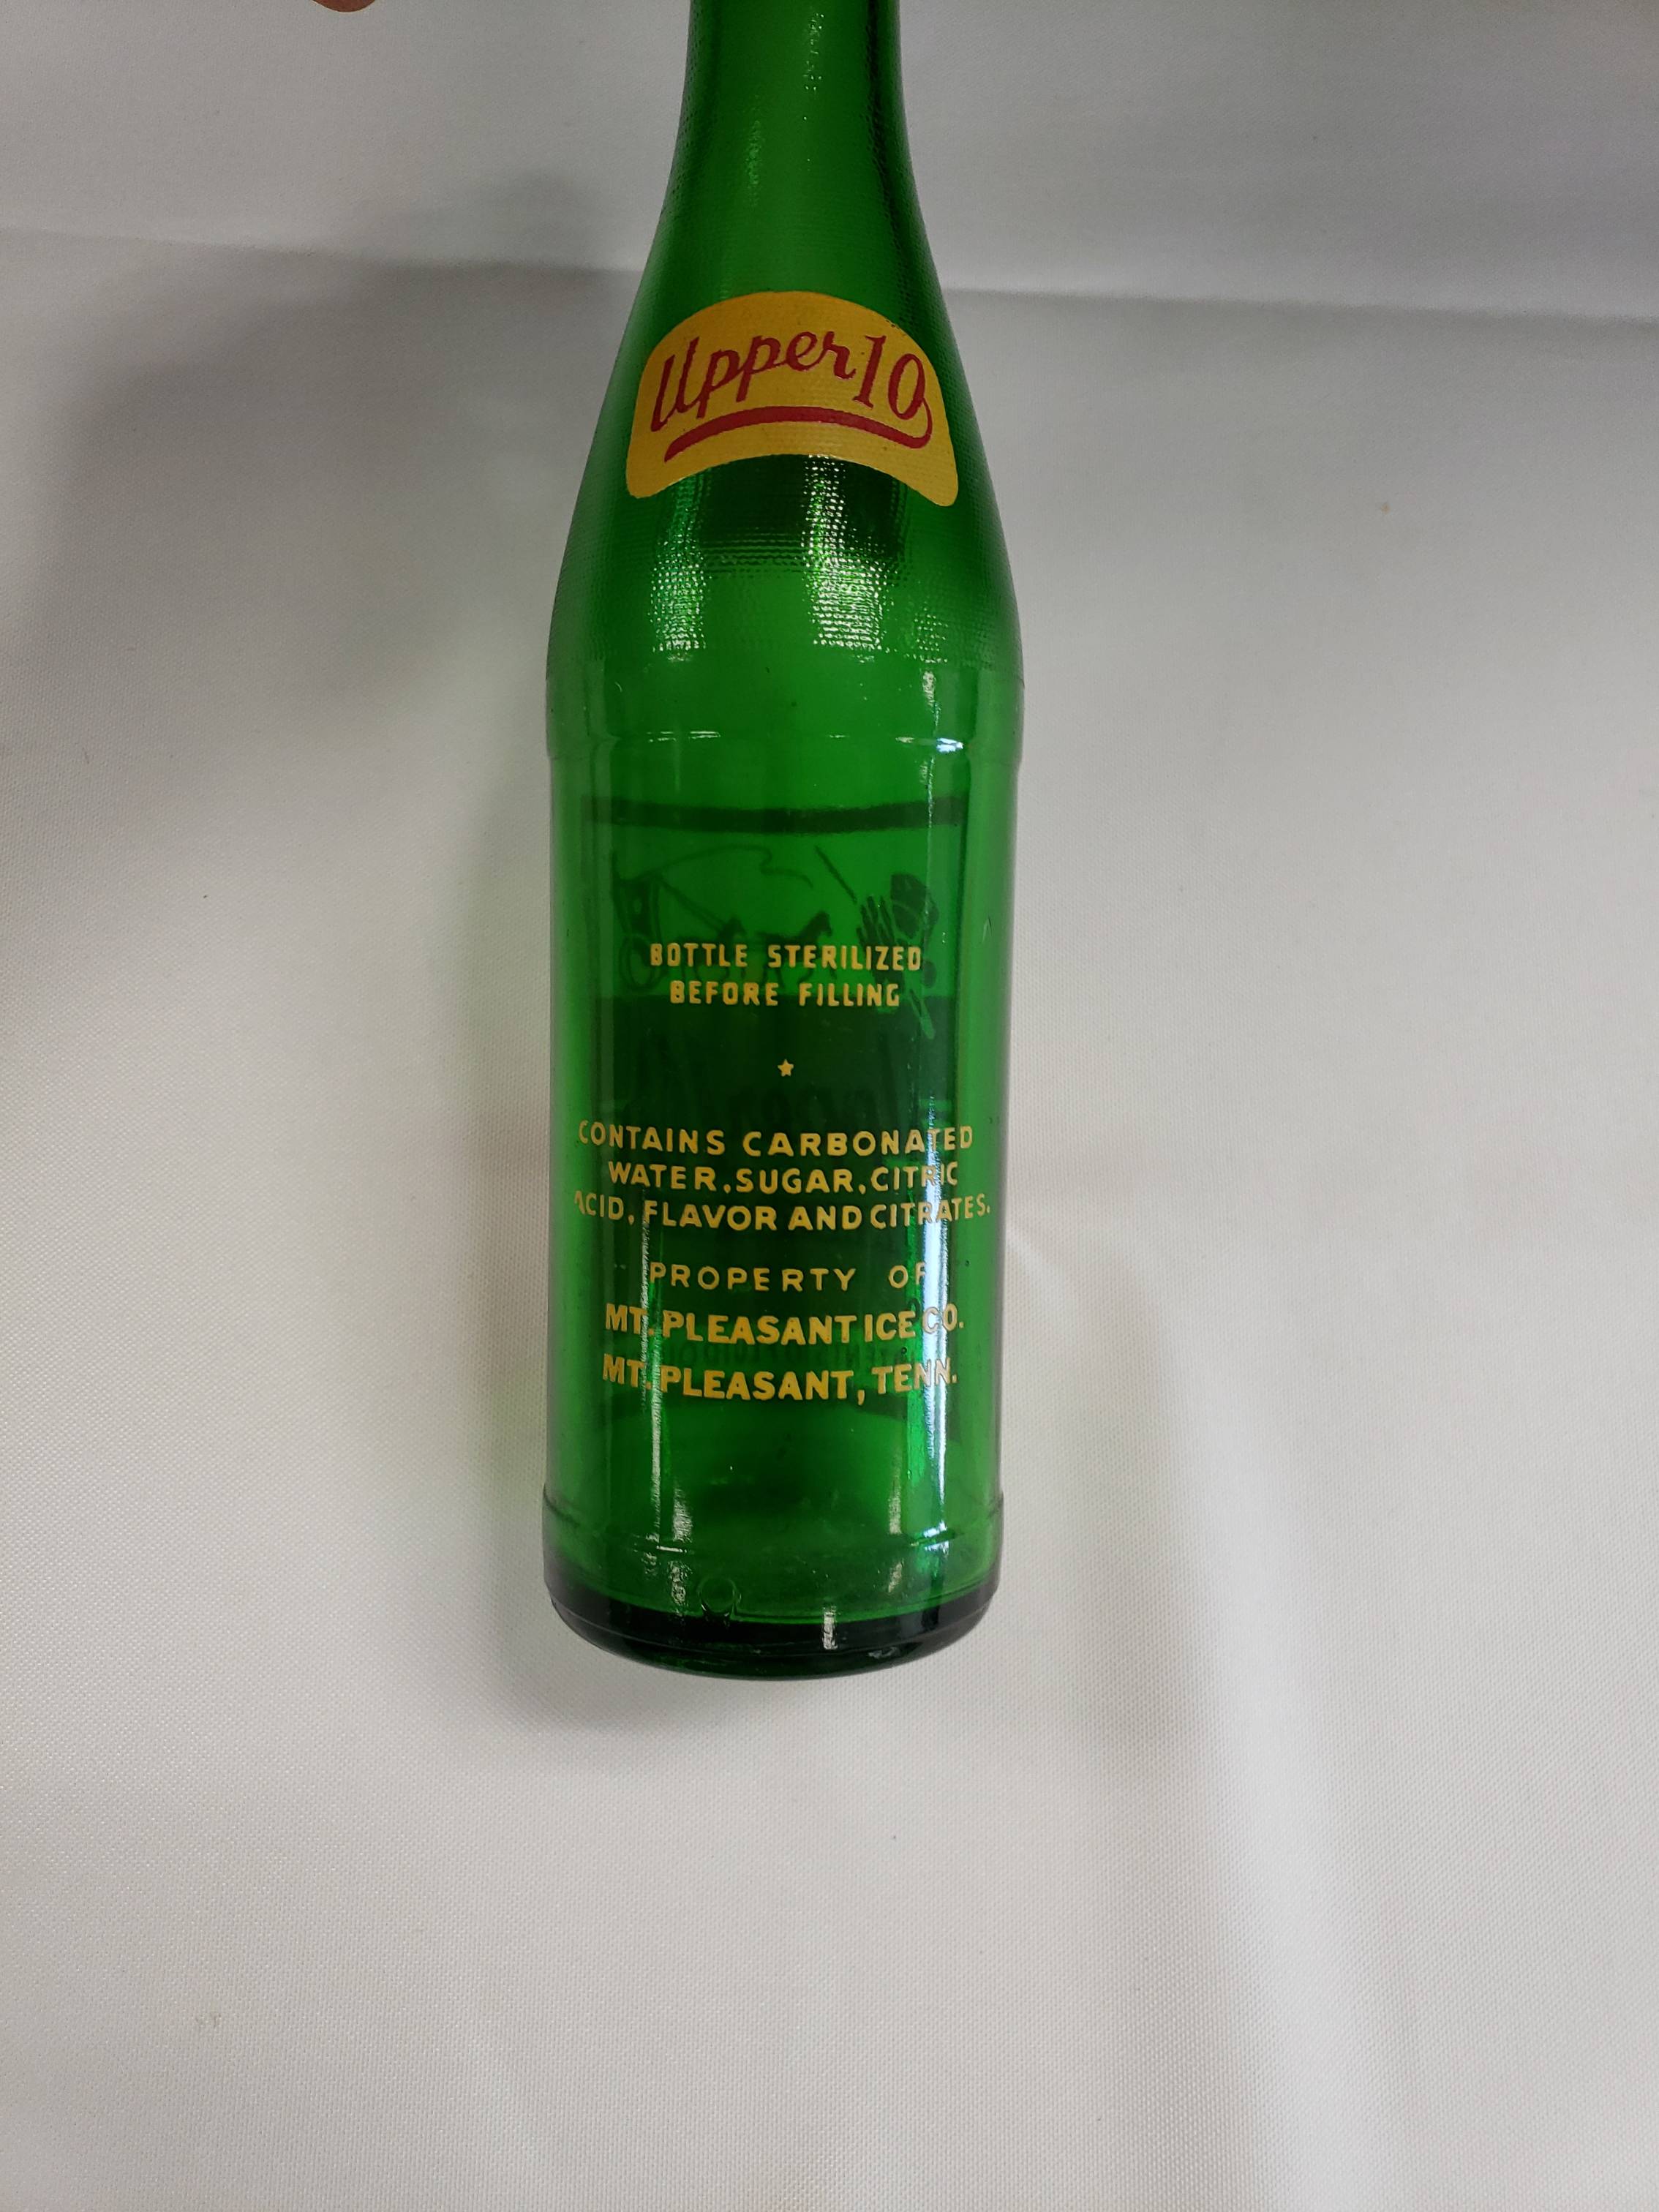 Upper 10
BOTTLE STERILIZED
BEFORE FILLING
CONTAINS CARBONATED
WATER, SUGAR, CITRIC
ACID, FLAVOR AND CITRATES.
PROPERTY OF
MT. PLEASANT ICE CO.
MT. PLEASANT, TENN.